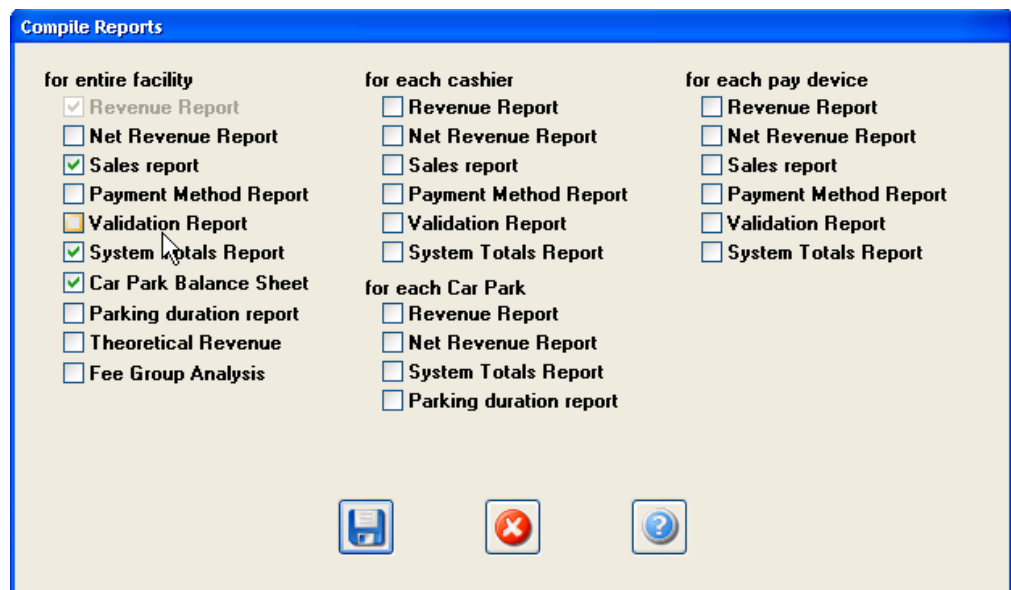 Compile Reports
for entire facility
Revenue Report
Net Revenue Report
Sales report
Payment Method Report
Validation Report
System Totals Report
Car Park Balance Sheet
Parking duration report
Theoretical Revenue
Fee Group Analysis
for each cashier
Revenue Report
Net Revenue Report
Sales report
Payment Method Report
Validation Report
System Totals Report
for each Car Park
Revenue Report
Net Revenue Report
System Totals Report
Parking duration report
for each pay device
Revenue Report
Net Revenue Report
Sales report
Payment Method Report
Validation Report
System Totals Report